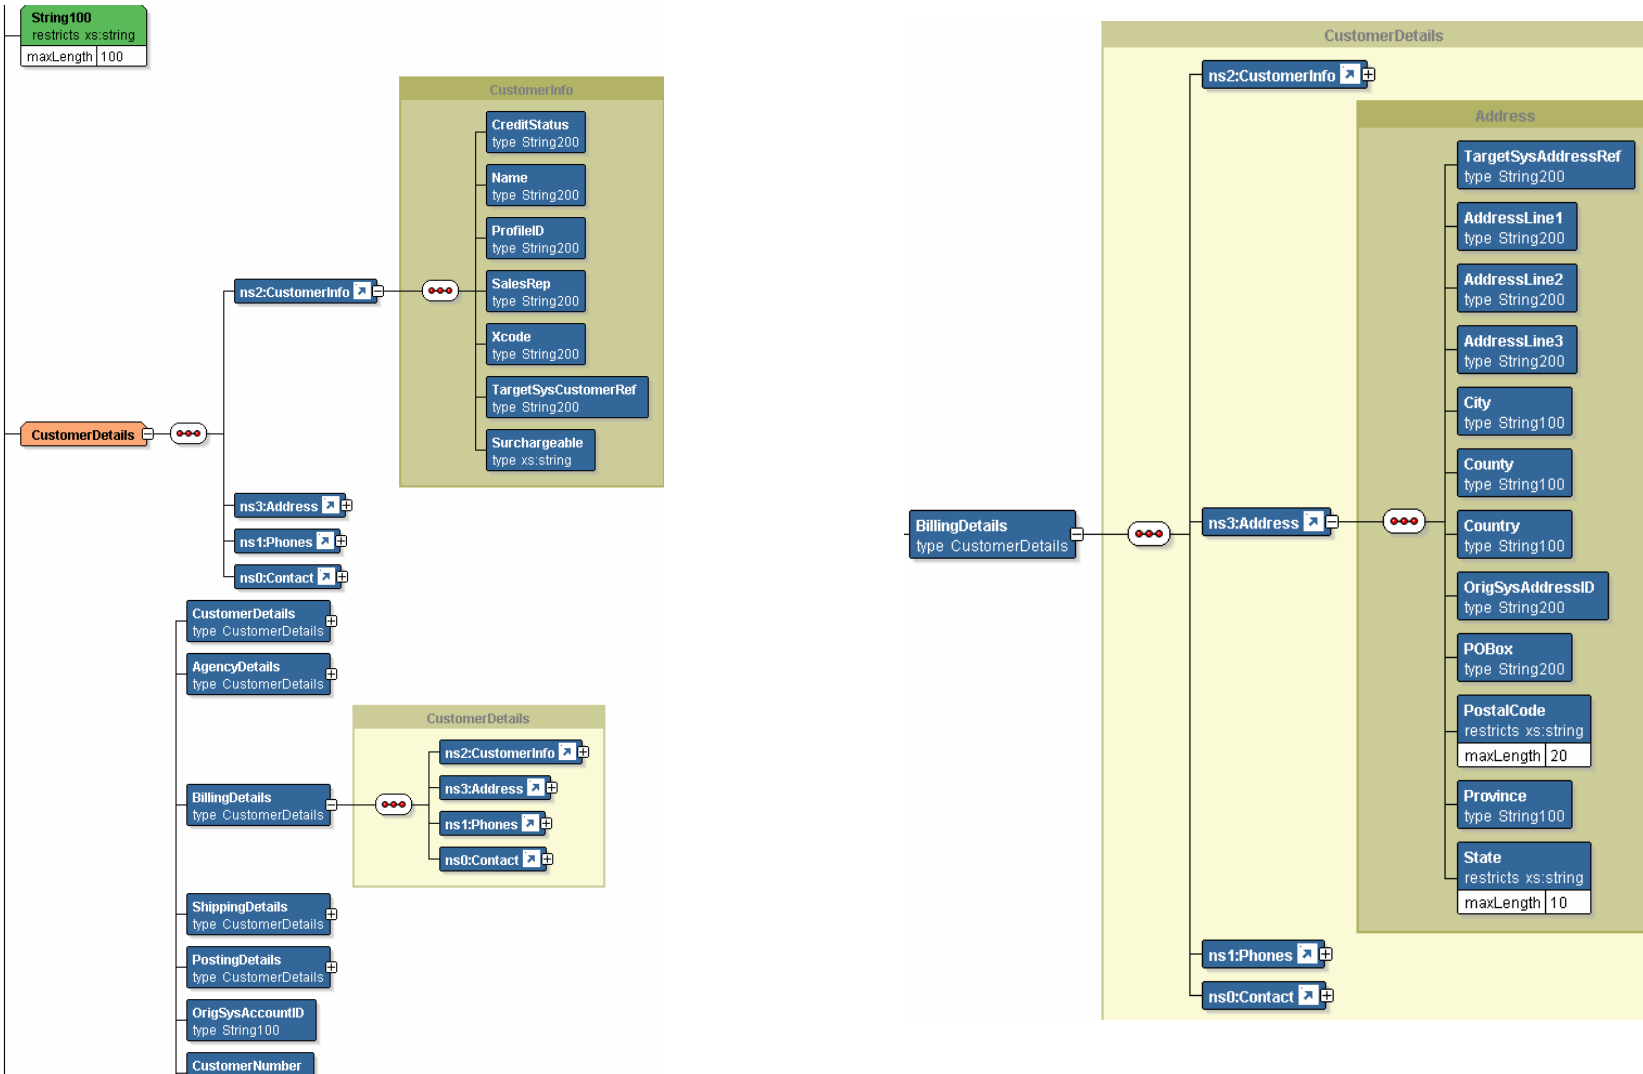 String100
restricts xs:string
maxLength 100
CustomerInfo
CreditStatus
type String200
Name
type String200
ProfileID
type String200
ns2:CustomerInfo
SalesRep
type String200
Xcode
type String200
TargetSysCustomerRef
type String200
CustomerDetails
Surchargeable
type xs:string
ns3:Address
ns1:Phones
ns0:Contact
CustomerDetails
type CustomerDetails
AgencyDetails
type CustomerDetails
CustomerDetails
ns2:CustomerInfo
ns3:Address
BillingDetails
type CustomerDetails
ns1:Phones
ns0:Contact
ShippingDetails
type CustomerDetails
PostingDetails
type CustomerDetails
OrigSysAccountID
type String100
CustomerNumber
CustomerDetails
ns2:CustomerInfo
Address
TargetSysAddressRef
type String200
AddressLine1
type String200
AddressLine2
type String200
AddressLine3
type String200
City
type String100
County
type String100
BillingDetails
type CustomerDetails
ns3:Address
Country
type String100
OrigSysAddressID
type String200
POBox
type String200
PostalCode
restricts xs:string
maxLength 20
Province
type String100
State
restricts xs:string
maxLength 10
ns1:Phones
ns0:Contact